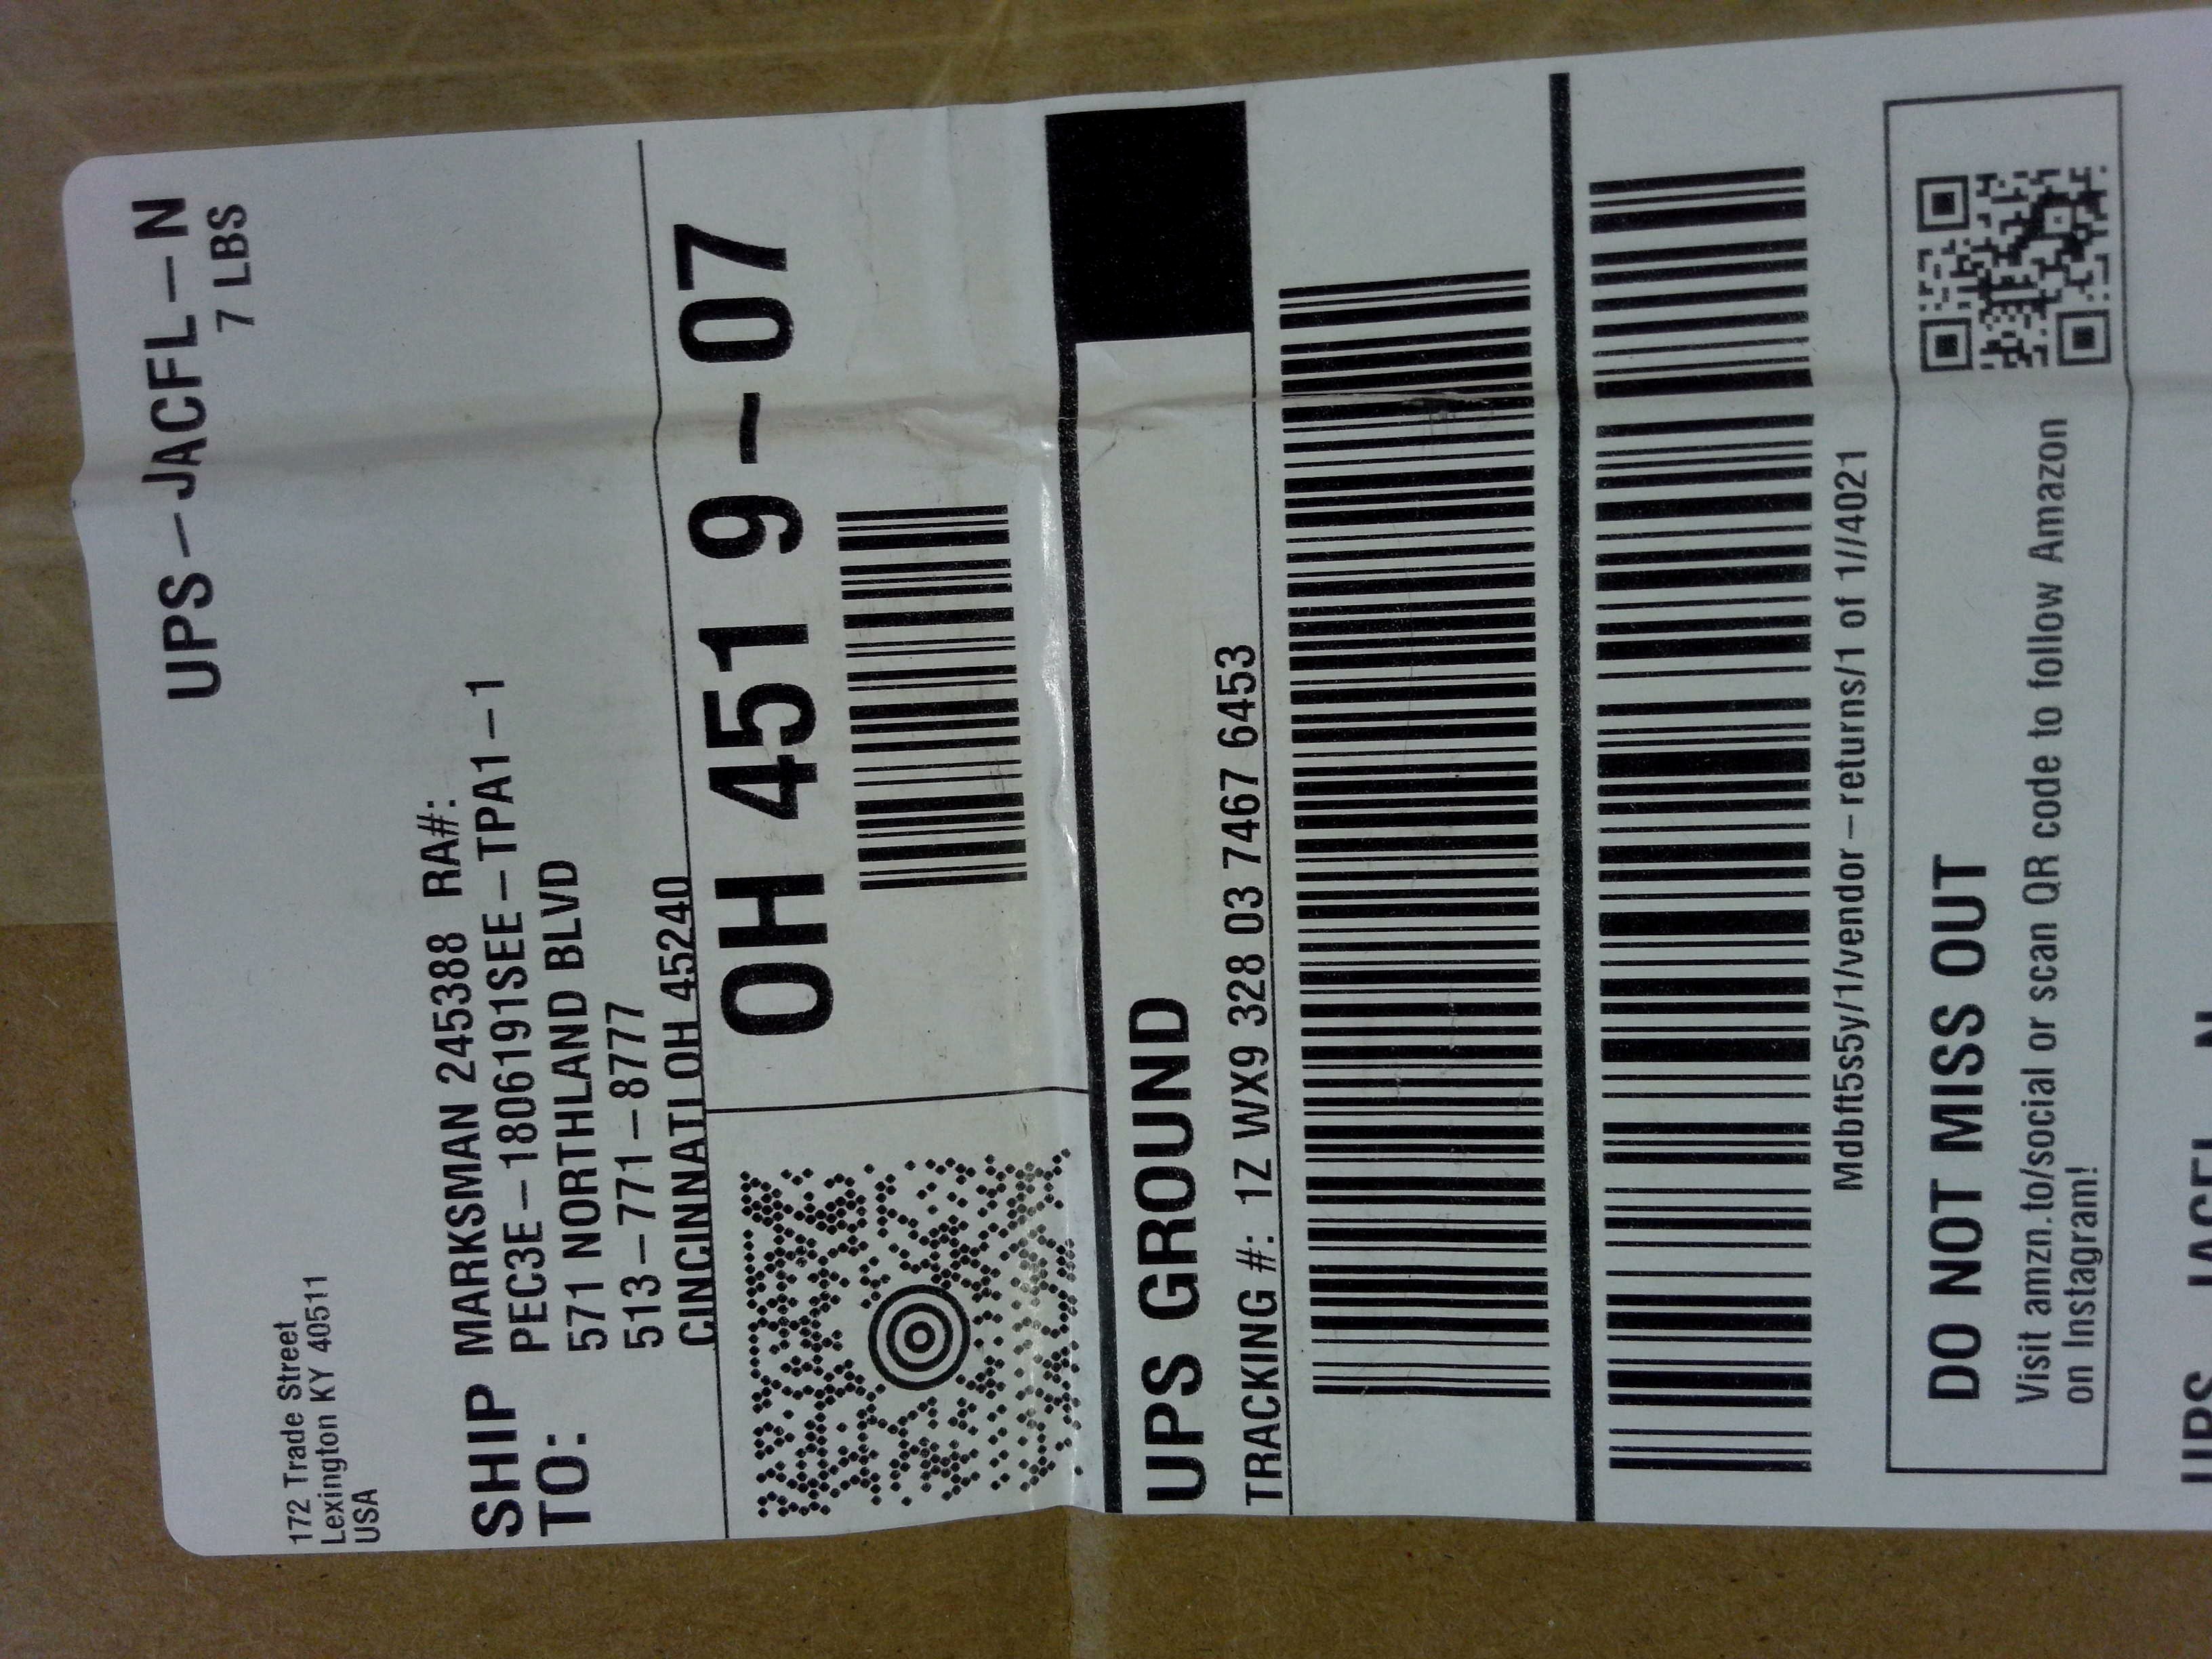 UPS-JACFL-N
7 LBS
172 Trade Street
Lexington KY 40511
USA
SHIP TO:
MARKSMAN 245388 RA#:
PEC3E-1806191SEE-TPA1-1
571 NORTHLAND BLVD
513-771-8777
CINCINNATI OH 45240
OH 451 9-07
UPS GROUND
TRACKING #: 1Z WX9 328 03 7467 6453
Mdbft5s5y/1/vendor-returns/1 of 1//4021
DO NOT MISS OUT
Visit amzn.to/social or scan QR code to follow Amazon
on Instagram!
UPS-JACFL-N